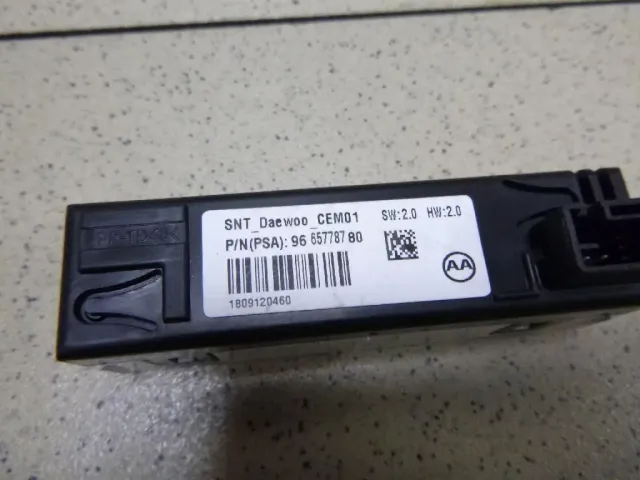 SNT_Daewoo_CEM01 SW:2.0 HW:2.0
P/N(PSA): 96 657787 80
AA
1809120460